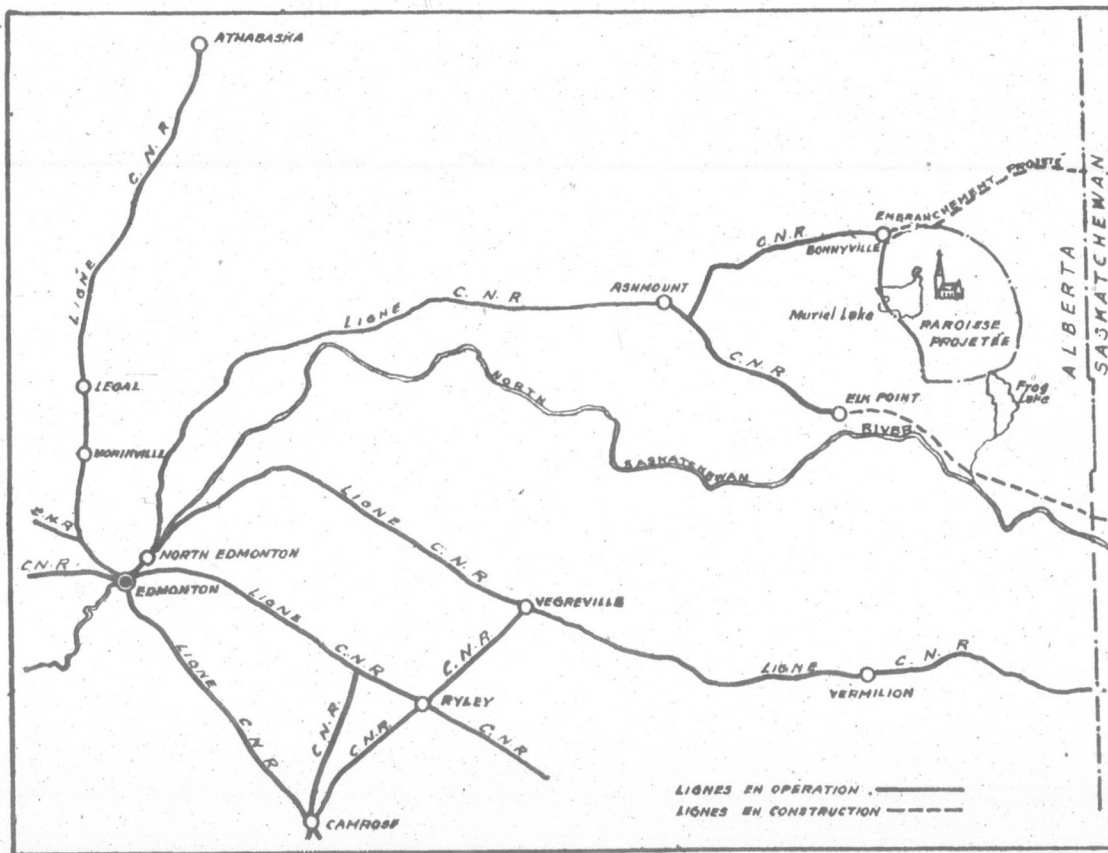 ATHABASKA
LIGNE C. N. R
EMBRANCHEMENT PROJETÉ
C.N.R.
BONNYVILLE
ASHMOUNT
LIGNE C. N. R
Muriel Lake
PAROISSE
PROJETÉE
ALBERTA
SASKATCHEWAN
C.N.R
ELK POINT
Frog
Lake
LEGAL
MORINVILLE
NORTH
SASKATCHEWAN
RIVER
NORTH EDMONTON
C.N.R.
EDMONTON
LIGNE C.N.R
VEGREVILLE
LIGNE C.N.R
C.N.R.
LIGNE C. N. R
VERMILION
RYLEY
C.N.R
LIGNE C.N.R
C.N.R.
C.N.R
CAMROSE
LIGNES EN OPÉRATION
LIGNES EN CONSTRUCTION